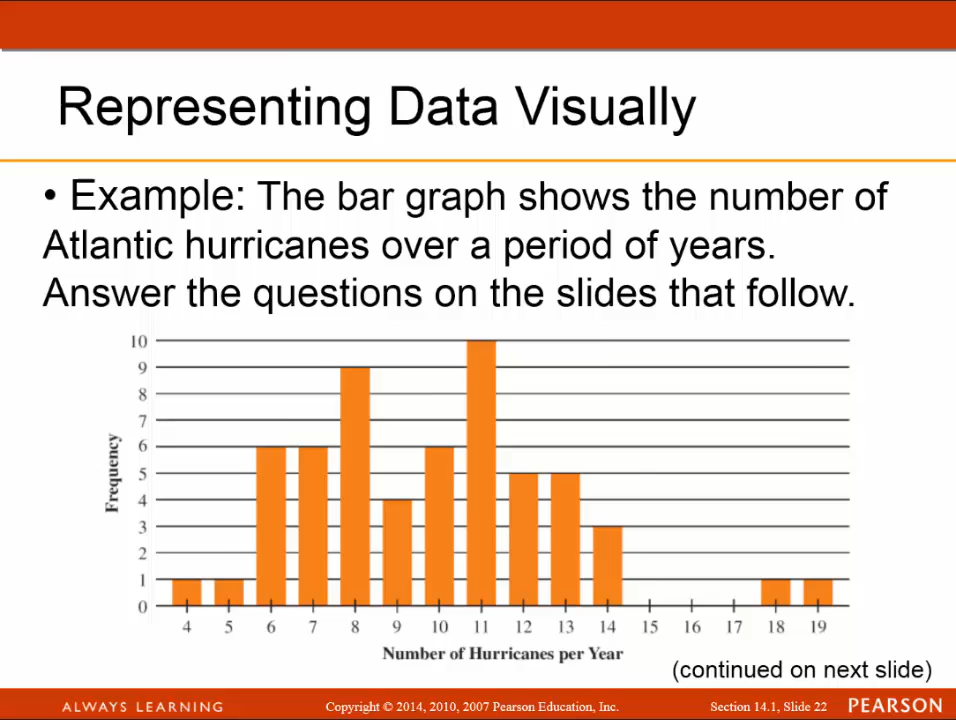 Representing Data Visually
• Example: The bar graph shows the number of
Atlantic hurricanes over a period of years.
Answer the questions on the slides that follow.
10
9
8
7
6
5
4
3
2
1
0
Frequency
4 5 6 7 8 9 10 11 12 13 14 15 16 17 18 19
Number of Hurricanes per Year
(continued on next slide)
ALWAYS LEARNING Copyright © 2014, 2010, 2007 Pearson Education, Inc. Section 14.1, Slide 22 PEARSON